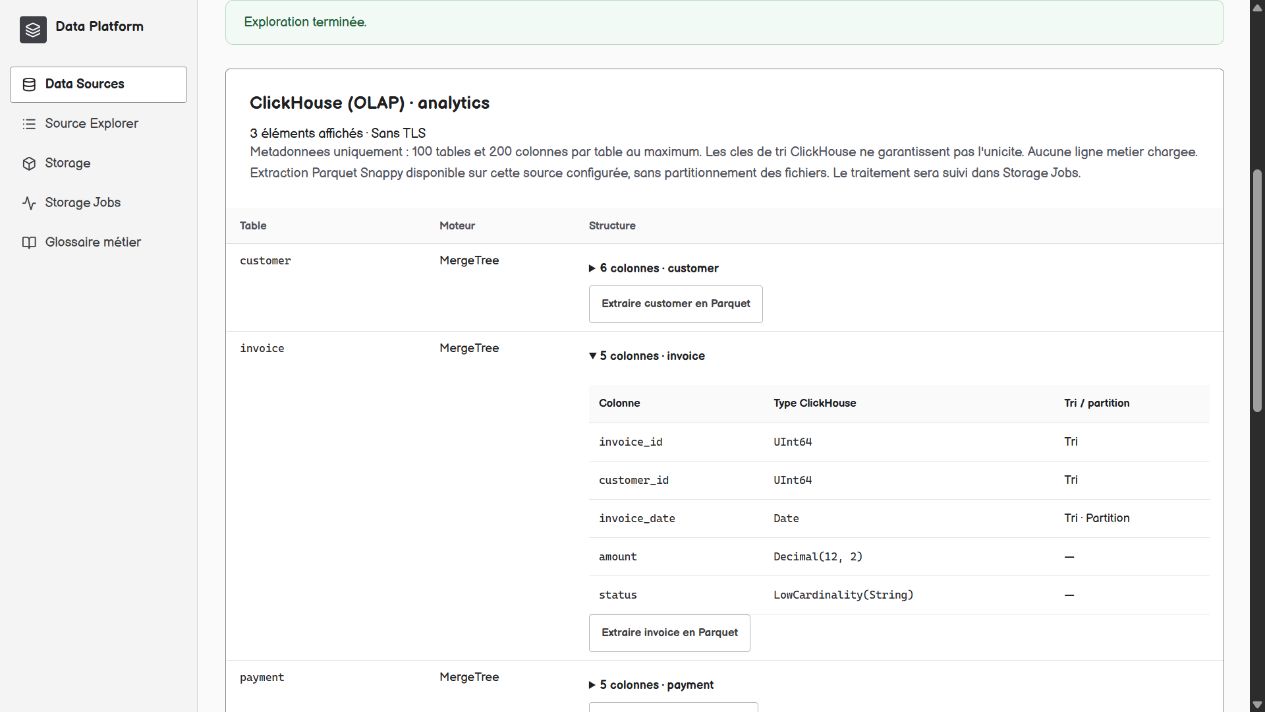 Data Platform
Data Sources
Source Explorer
Storage
Storage Jobs
Glossaire métier
Exploration terminée.
ClickHouse (OLAP) · analytics
3 éléments affichés · Sans TLS
Metadonnees uniquement : 100 tables et 200 colonnes par table au maximum. Les cles de tri ClickHouse ne garantissent pas l'unicite. Aucune ligne metier chargee.
Extraction Parquet Snappy disponible sur cette source configurée, sans partitionnement des fichiers. Le traitement sera suivi dans Storage Jobs.
Table Moteur Structure
customer MergeTree
▶ 6 colonnes · customer
Extraire customer en Parquet
invoice MergeTree
▼ 5 colonnes · invoice
Colonne Type ClickHouse Tri / partition
invoice_id UInt64 Tri
customer_id UInt64 Tri
invoice_date Date Tri · Partition
amount Decimal(12, 2) —
status LowCardinality(String) —
Extraire invoice en Parquet
payment MergeTree
▶ 5 colonnes · payment